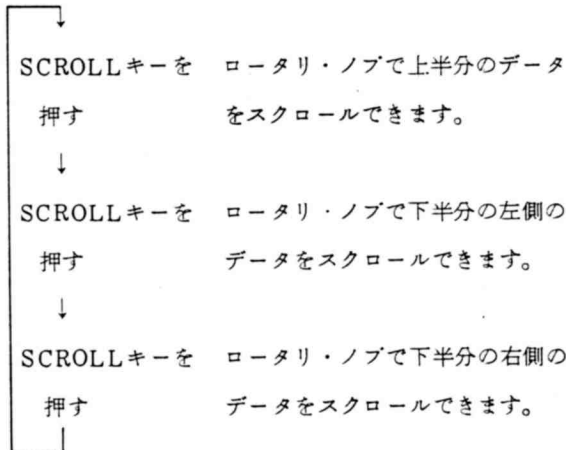 SCROLLキーを ロータリ・ノブで上半分のデータ
押す をスクロールできます。
↓
SCROLLキーを ロータリ・ノブで下半分の左側の
押す データをスクロールできます。
↓
SCROLLキーを ロータリ・ノブで下半分の右側の
押す データをスクロールできます。